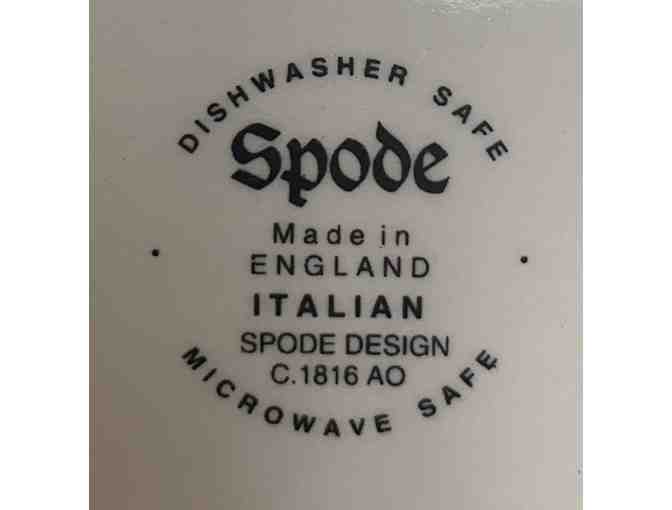 DISHWASHER SAFE
Spode
Made in
ENGLAND
ITALIAN
SPODE DESIGN
C.1816 AO
MICROWAVE SAFE